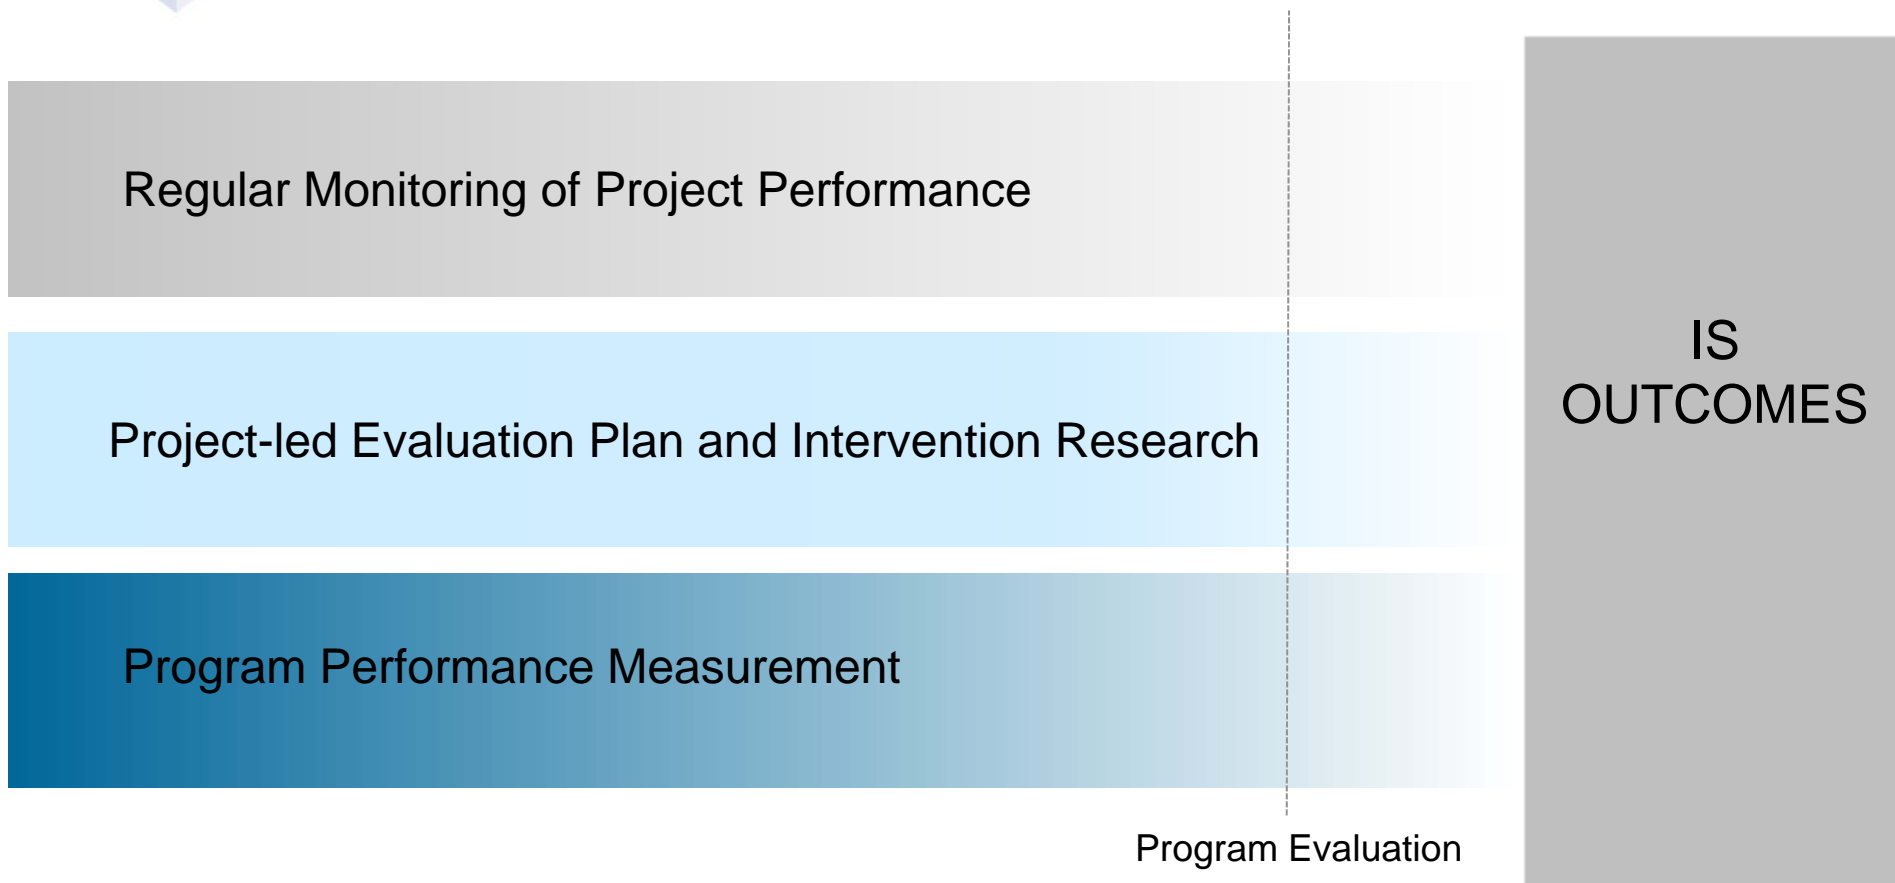 Regular Monitoring of Project Performance
Project-led Evaluation Plan and Intervention Research
Program Performance Measurement
Program Evaluation
IS
OUTCOMES